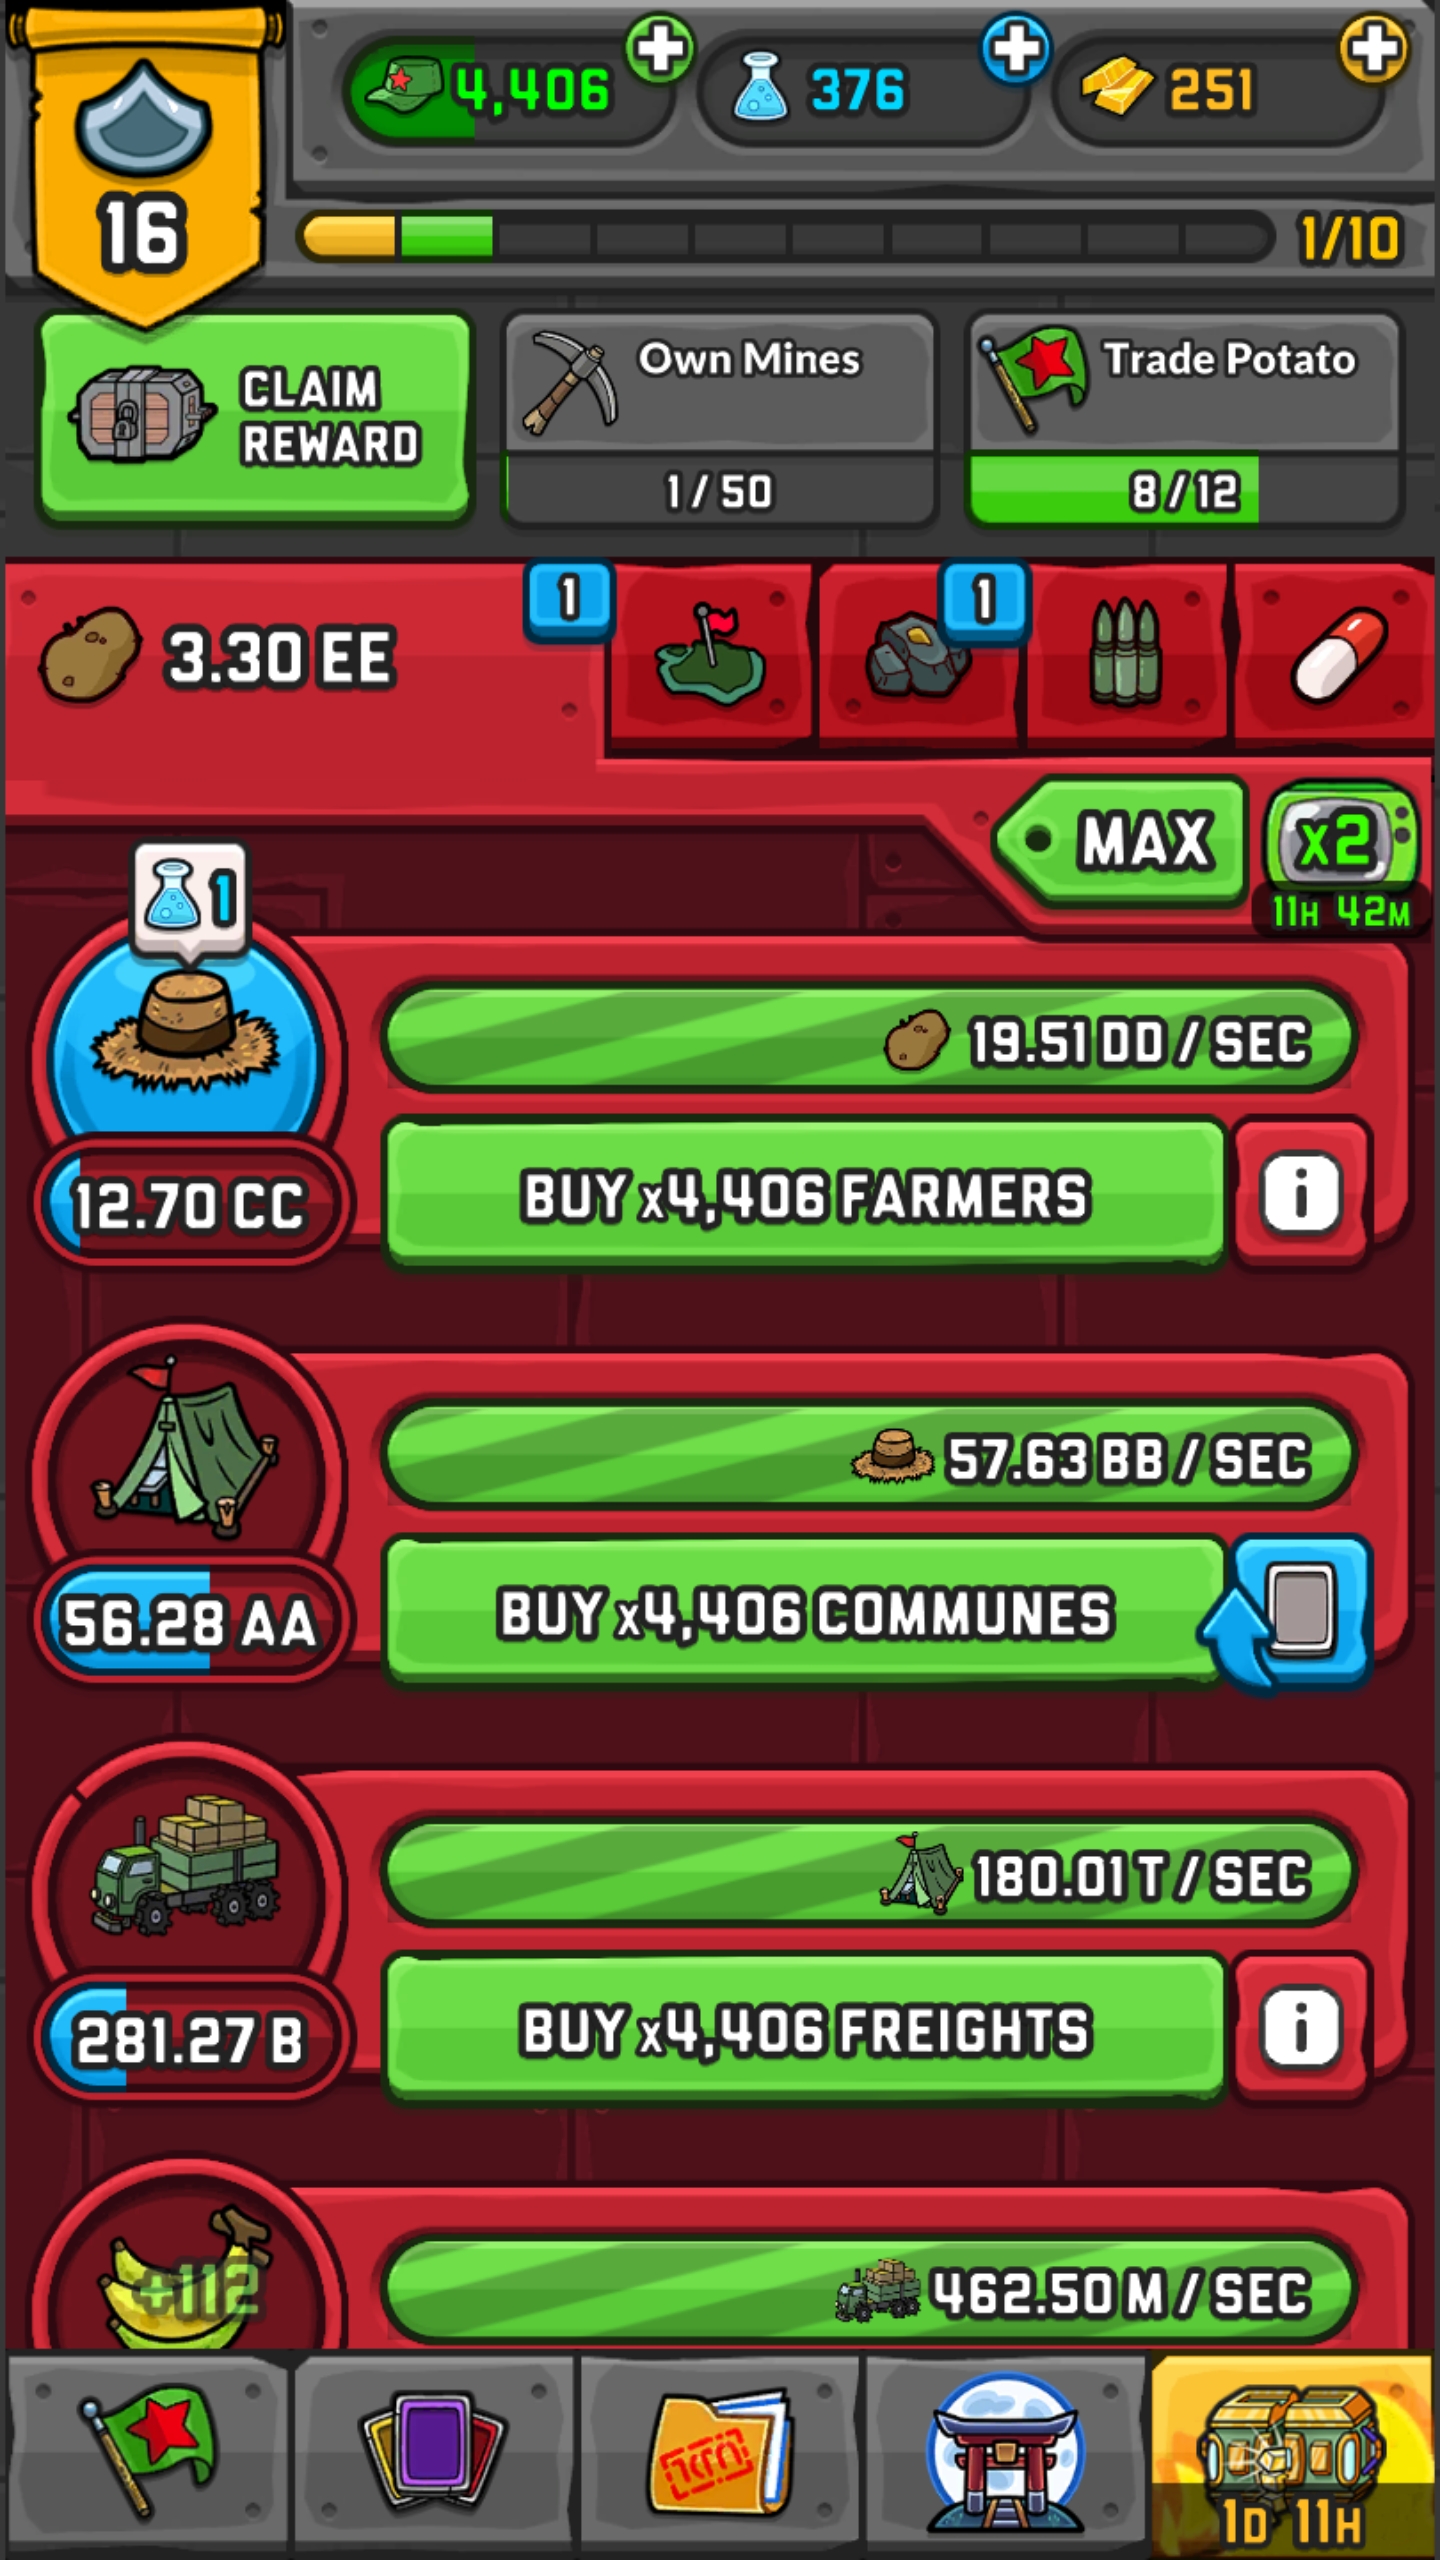 16
4,406
376
251
1/10
CLAIM
REWARD
Own Mines
1 / 50
Trade Potato
8 / 12
3.30 EE
1
1
MAX
x2
11H 42M
1
19.51 DD / SEC
12.70 CC
BUY x4,406 FARMERS
i
57.63 BB / SEC
56.28 AA
BUY x4,406 COMMUNES
180.01 T / SEC
281.27 B
BUY x4,406 FREIGHTS
i
+112
462.50 M / SEC
1D 11H